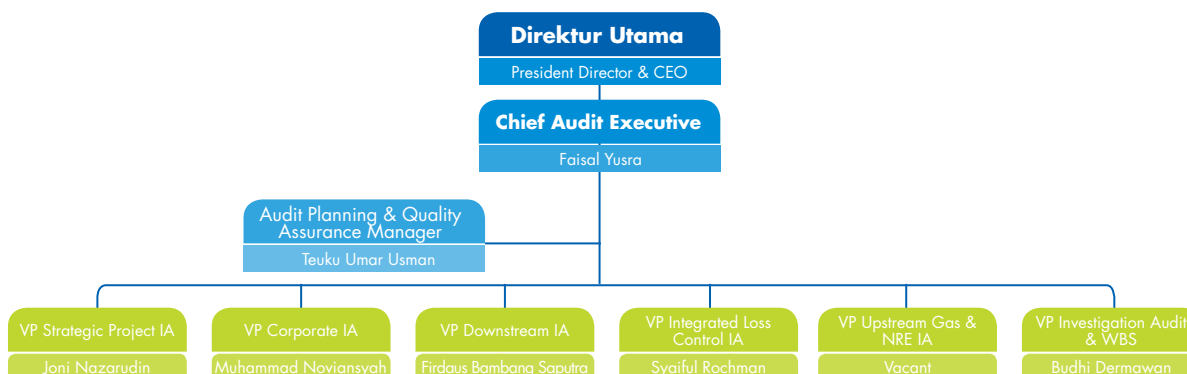 Direktur Utama
President Director & CEO
Chief Audit Executive
Faisal Yusra
Audit Planning & Quality
Assurance Manager
Teuku Umar Usman
VP Strategic Project IA
Joni Nazarudin
VP Corporate IA
Muhammad Noviansyah
VP Downstream IA
Firdaus Bambang Saputra
VP Integrated Loss
Control IA
Syaiful Rochman
VP Upstream Gas &
NRE IA
Vacant
VP Investigation Audit
& WBS
Budhi Dermawan